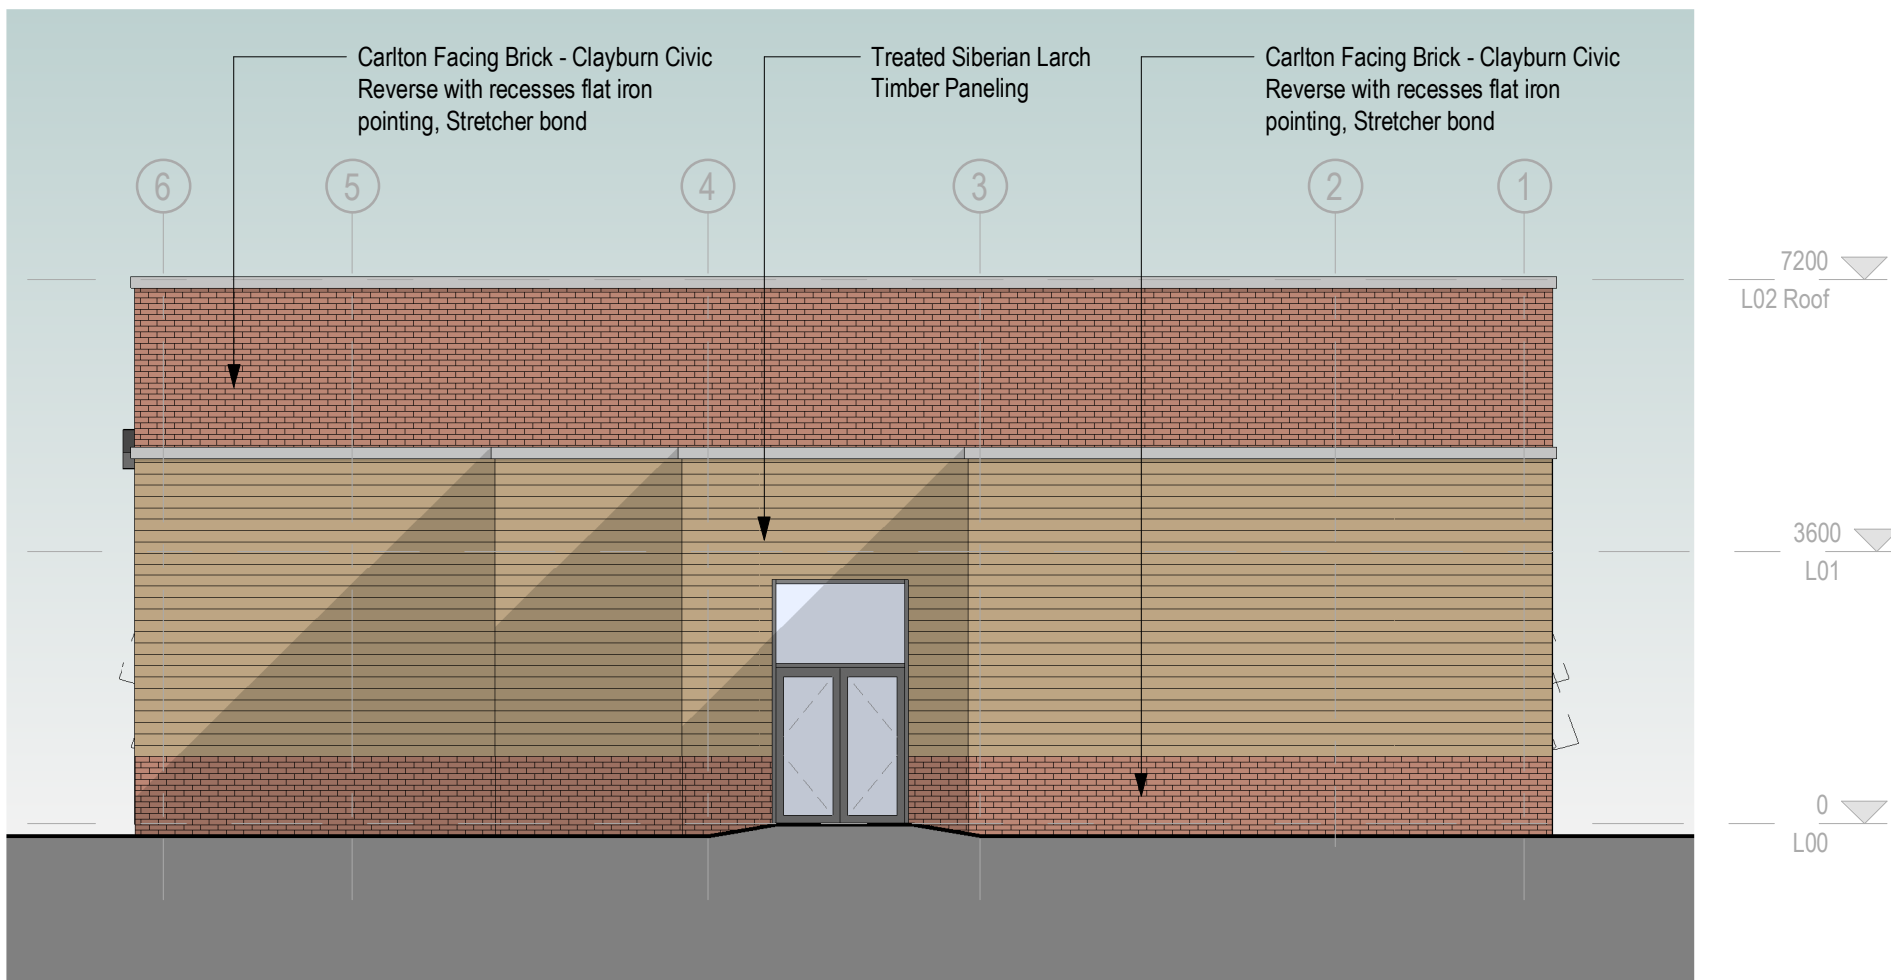 Carlton Facing Brick - Clayburn Civic
Reverse with recesses flat iron
pointing, Stretcher bond
Treated Siberian Larch
Timber Paneling
Carlton Facing Brick - Clayburn Civic
Reverse with recesses flat iron
pointing, Stretcher bond
6
5
4
3
2
1
7200
L02 Roof
3600
L01
0
L00